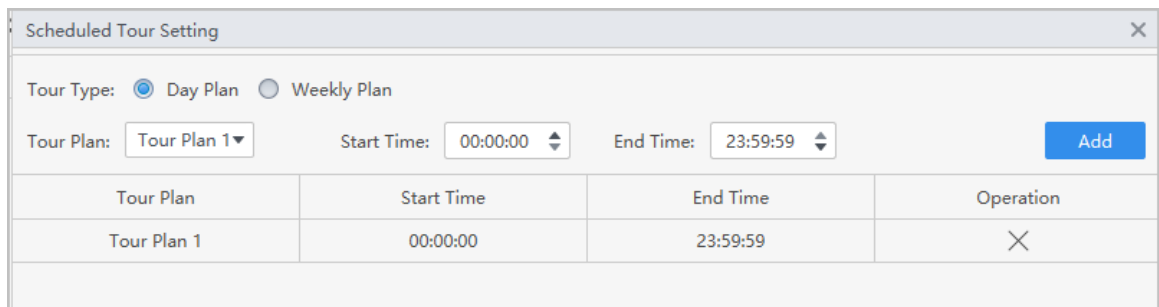 Scheduled Tour Setting
Tour Type: Day Plan Weekly Plan
Tour Plan: Tour Plan 1 Start Time: 00:00:00 End Time: 23:59:59 Add
Tour Plan Start Time End Time Operation
Tour Plan 1 00:00:00 23:59:59